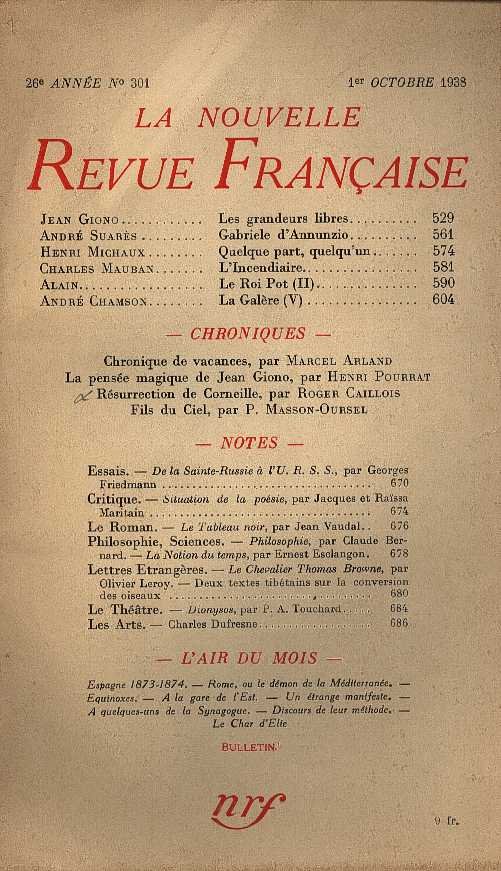 26e ANNÉE No 301 1er OCTOBRE 1938
LA NOUVELLE
REVUE FRANÇAISE
JEAN GIONO............ Les grandeurs libres.......... 529
ANDRÉ SUARÈS ......... Gabriele d'Annunzio.......... 561
HENRI MICHAUX ........ Quelque part, quelqu'un....... 574
CHARLES MAUBAN....... L'Incendiaire................. 581
ALAIN.................. Le Roi Pot (II)............... 590
ANDRÉ CHAMSON........ La Galère (V) ................ 604
— CHRONIQUES —
Chronique de vacances, par MARCEL ARLAND
La pensée magique de Jean Giono, par HENRI POURRAT
Résurrection de Corneille, par ROGER CAILLOIS
Fils du Ciel, par P. MASSON-OURSEL
— NOTES —
Essais. — De la Sainte-Russie à l'U. R. S. S., par Georges
Friedmann ................................ 670
Critique. — Situation de la poésie, par Jacques et Raïssa
Maritain .................................. 674
Le Roman. — Le Tableau noir, par Jean Vaudal.. 676
Philosophie, Sciences. — Philosophie, par Claude Ber-
nard. — La Notion du temps, par Ernest Esclangon. 678
Lettres Etrangères. — Le Chevalier Thomas Browne, par
Olivier Leroy. — Deux textes tibétains sur la conversion
des oiseaux ................................ 680
Le Théâtre. — Dionysos, par P. A. Touchard..... 684
Les Arts. — Charles Dufresne.................... 686
— L'AIR DU MOIS —
Espagne 1873-1874. — Rome, ou le démon de la Méditerranée. —
Equinoxes. — A la gare de l'Est. — Un étrange manifeste. —
A quelques-uns de la Synagogue. — Discours de leur méthode. —
Le Char d'Elie
BULLETIN.
nrf
9 fr.